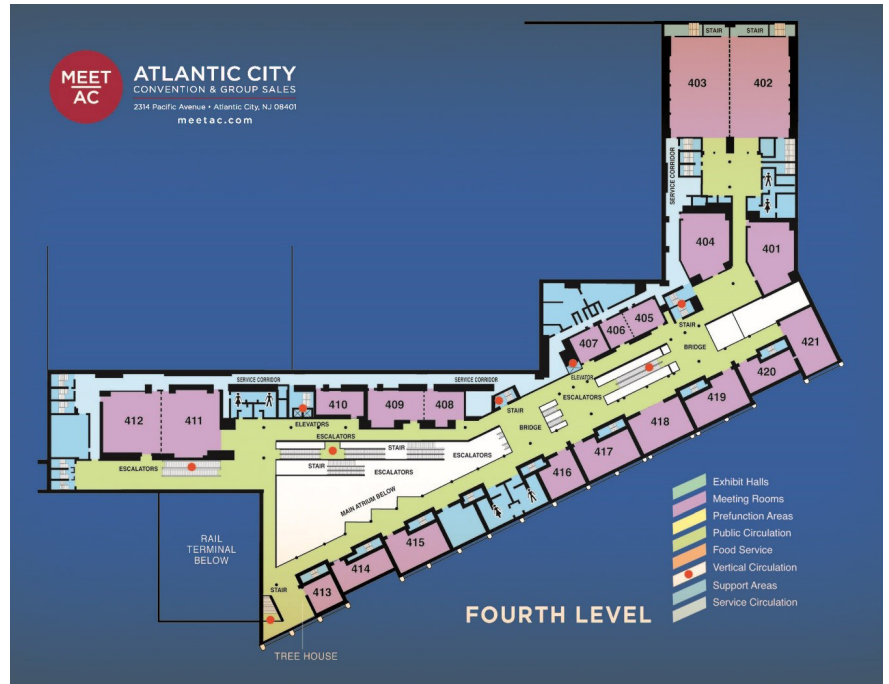 MEET
AC
ATLANTIC CITY
CONVENTION & GROUP SALES
2314 Pacific Avenue • Atlantic City, NJ 08401
meetac.com
STAIR
STAIR
403
402
SERVICE CORRIDOR
404
401
405
406
407
STAIR
BRIDGE
421
ELEVATOR
ESCALATORS
420
419
418
417
416
SERVICE CORRIDOR
SERVICE CORRIDOR
412
411
410
409
408
STAIR
ELEVATORS
BRIDGE
ESCALATORS
STAIR
ESCALATORS
ESCALATORS
STAIR
ESCALATORS
MAIN ATRIUM BELOW
415
414
413
RAIL
TERMINAL
BELOW
STAIR
TREE HOUSE
Exhibit Halls
Meeting Rooms
Prefunction Areas
Public Circulation
Food Service
Vertical Circulation
Support Areas
Service Circulation
FOURTH LEVEL